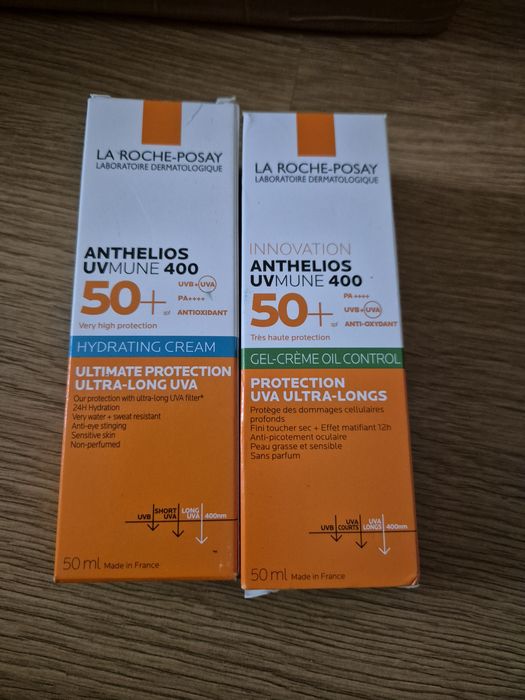 LA ROCHE-POSAY
LABORATOIRE DERMATOLOGIQUE
ANTHELIOS
UVMUNE 400
50+ spf
UVB + UVA
PA++++
ANTIOXIDANT
Very high protection
HYDRATING CREAM
ULTIMATE PROTECTION
ULTRA-LONG UVA
Our protection with ultra-long UVA filter*
24H Hydration
Very water + sweat resistant
Anti-eye stinging
Sensitive skin
Non-perfumed
UVB SHORT UVA LONG UVA 400nm
50 ml Made in France
LA ROCHE-POSAY
LABORATOIRE DERMATOLOGIQUE
INNOVATION
ANTHELIOS
UVMUNE 400
50+ spf
PA ++++
UVB + UVA
ANTI-OXYDANT
Très haute protection
GEL-CRÈME OIL CONTROL
PROTECTION
UVA ULTRA-LONGS
Protège des dommages cellulaires
profonds
Fini toucher sec + Effet matifiant 12h
Anti-picotement oculaire
Peau grasse et sensible
Sans parfum
UVB UVA COURTS UVA LONGS 400nm
50 ml Made in France